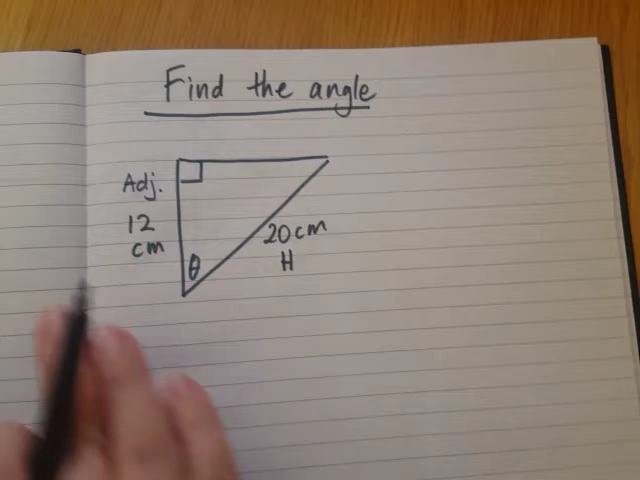 Find the angle
Adj.
12
cm
20cm
H
θ